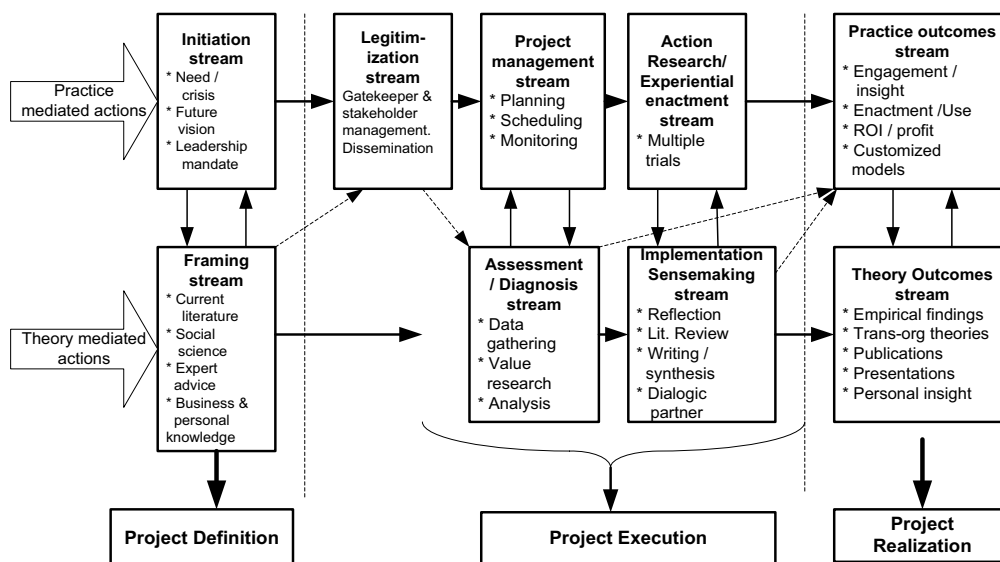 Practice
mediated actions
Initiation
stream
* Need /
crisis
* Future
vision
* Leadership
mandate
Legitim-
ization
stream
Gatekeeper &
stakeholder
management.
Dissemination
Project
management
stream
* Planning
* Scheduling
* Monitoring
Action
Research/
Experiential
enactment
stream
* Multiple
trials
Practice outcomes
stream
* Engagement /
insight
* Enactment /Use
* ROI / profit
* Customized
models
Theory mediated
actions
Framing
stream
* Current
literature
* Social
science
* Expert
advice
* Business &
personal
knowledge
Assessment
/ Diagnosis
stream
* Data
gathering
* Value
research
* Analysis
Implementation
Sensemaking
stream
* Reflection
* Lit. Review
* Writing /
synthesis
* Dialogic
partner
Theory Outcomes
stream
* Empirical findings
* Trans-org theories
* Publications
* Presentations
* Personal insight
Project Definition
Project Execution
Project
Realization